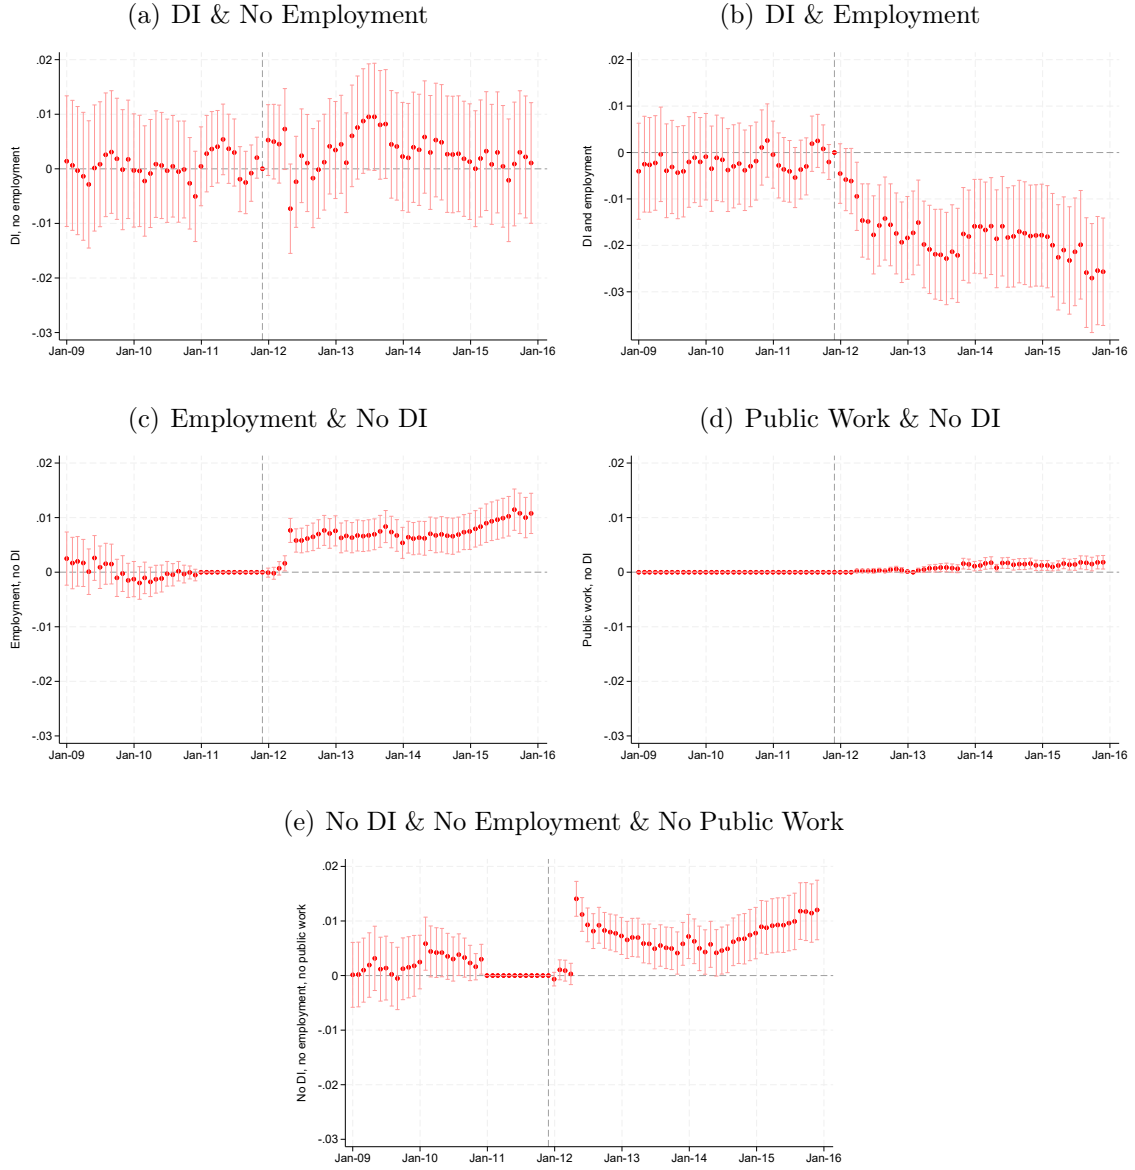 (a) DI & No Employment
(b) DI & Employment
.02
.01
0
-.01
-.02
-.03
DI, no employment
Jan-09 Jan-10 Jan-11 Jan-12 Jan-13 Jan-14 Jan-15 Jan-16
.02
.01
0
-.01
-.02
-.03
DI and employment
Jan-09 Jan-10 Jan-11 Jan-12 Jan-13 Jan-14 Jan-15 Jan-16
(c) Employment & No DI
(d) Public Work & No DI
.02
.01
0
-.01
-.02
-.03
Employment, no DI
Jan-09 Jan-10 Jan-11 Jan-12 Jan-13 Jan-14 Jan-15 Jan-16
.02
.01
0
-.01
-.02
-.03
Public work, no DI
Jan-09 Jan-10 Jan-11 Jan-12 Jan-13 Jan-14 Jan-15 Jan-16
(e) No DI & No Employment & No Public Work
.02
.01
0
-.01
-.02
-.03
No DI, no employment, no public work
Jan-09 Jan-10 Jan-11 Jan-12 Jan-13 Jan-14 Jan-15 Jan-16